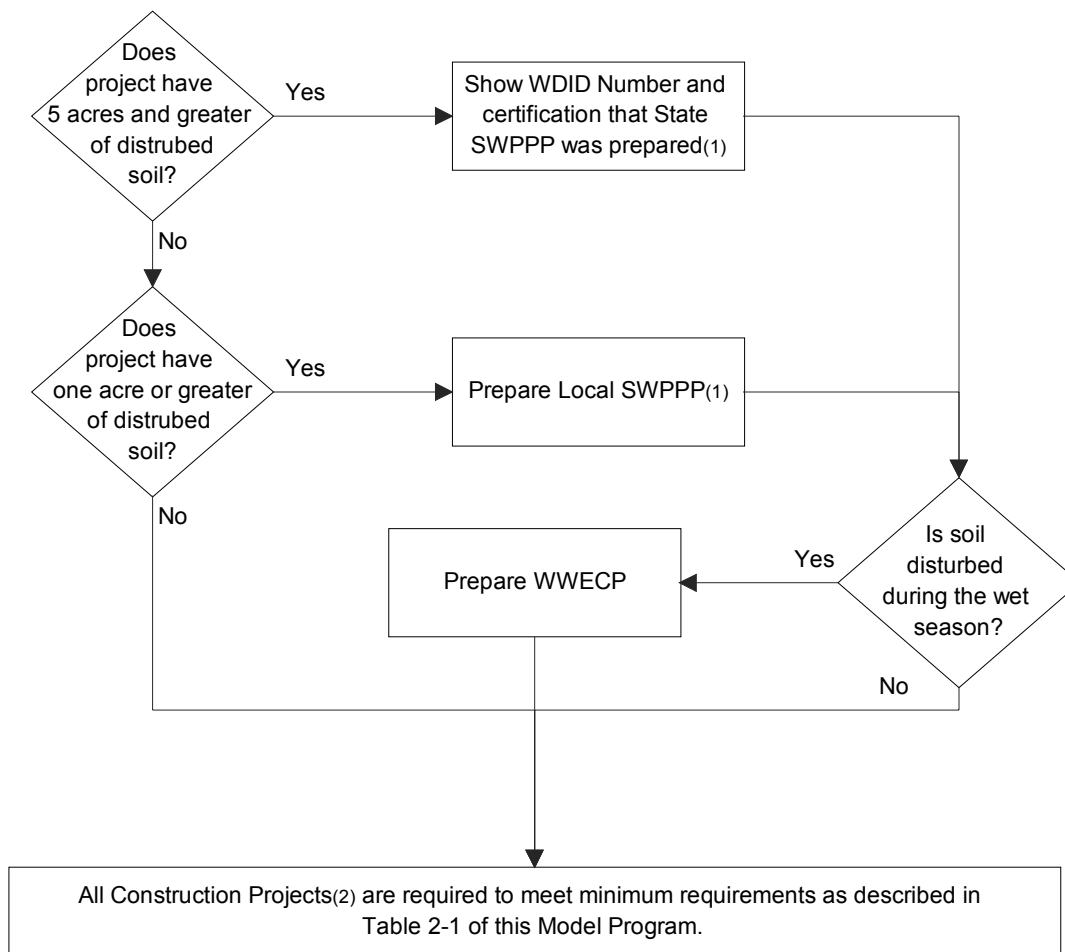 Does
project have
5 acres and greater
of distrubed
soil?
Yes
Show WDID Number and
certification that State
SWPPP was prepared(1)
No
Does
project have
one acre or greater
of distrubed
soil?
Yes
Prepare Local SWPPP(1)
No
Is soil
disturbed
during the wet
season?
Yes
Prepare WWECP
No
All Construction Projects(2) are required to meet minimum requirements as described in
Table 2-1 of this Model Program.